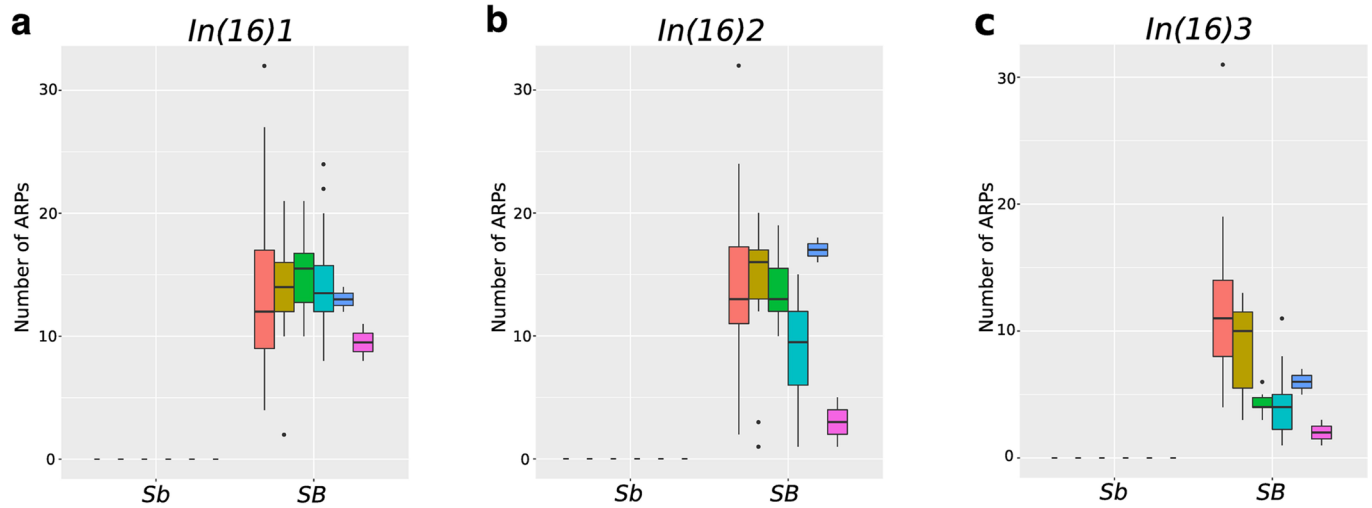 a
In(16)1
Number of ARPs
30
20
10
0
Sb
SB
b
In(16)2
Number of ARPs
30
20
10
0
Sb
SB
c
In(16)3
Number of ARPs
30
20
10
0
Sb
SB